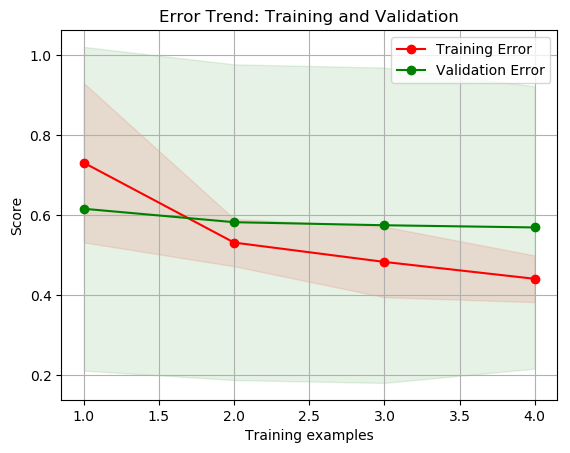 Error Trend: Training and Validation
Training Error
Validation Error
Score
1.0
0.8
0.6
0.4
0.2
1.0 1.5 2.0 2.5 3.0 3.5 4.0
Training examples